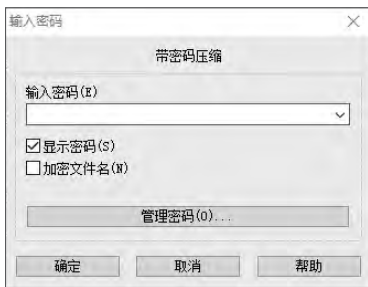 输入密码
带密码压缩
输入密码(E)
显示密码(S)
加密文件名(N)
管理密码(O)...
确定 取消 帮助